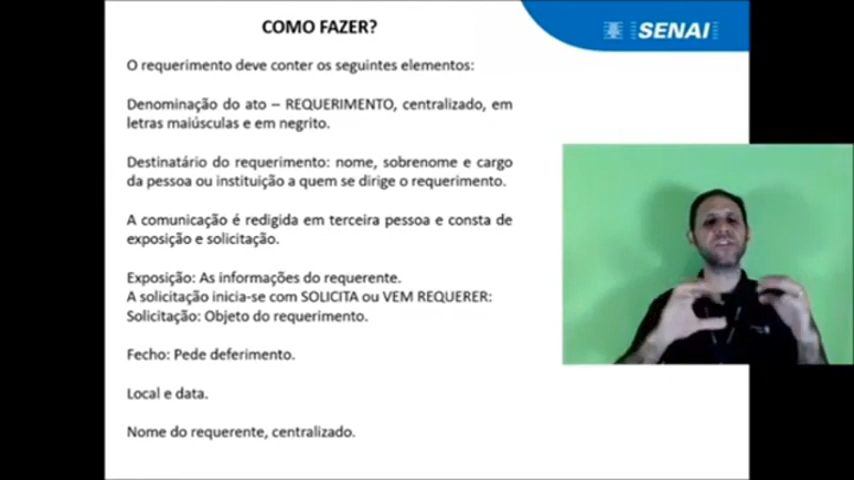 COMO FAZER?
SENAI
O requerimento deve conter os seguintes elementos:
Denominação do ato – REQUERIMENTO, centralizado, em
letras maiúsculas e em negrito.
Destinatário do requerimento: nome, sobrenome e cargo
da pessoa ou instituição a quem se dirige o requerimento.
A comunicação é redigida em terceira pessoa e consta de
exposição e solicitação.
Exposição: As informações do requerente.
A solicitação inicia-se com SOLICITA ou VEM REQUERER:
Solicitação: Objeto do requerimento.
Fecho: Pede deferimento.
Local e data.
Nome do requerente, centralizado.